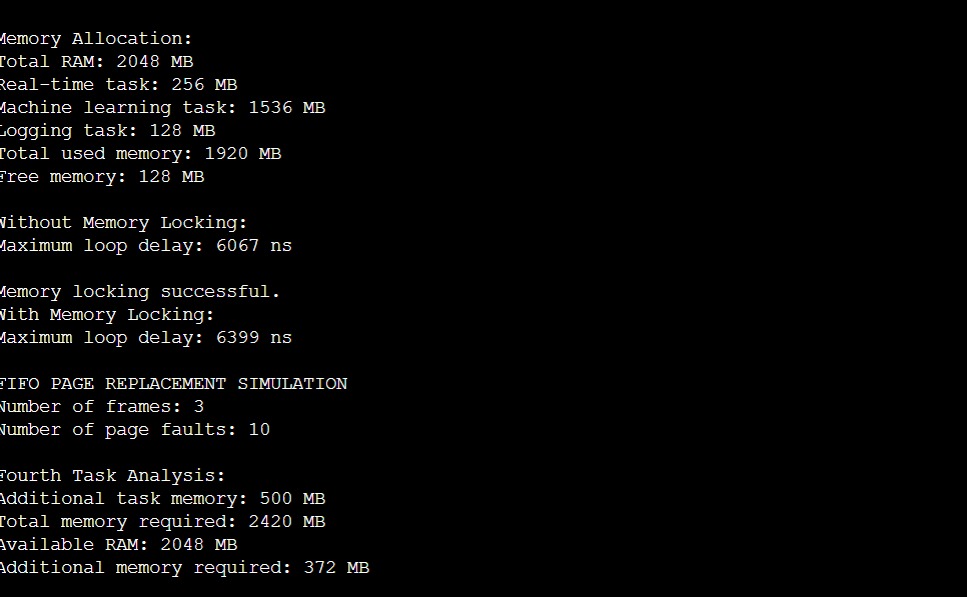 Memory Allocation:
Total RAM: 2048 MB
Real-time task: 256 MB
Machine learning task: 1536 MB
Logging task: 128 MB
Total used memory: 1920 MB
Free memory: 128 MB
Without Memory Locking:
Maximum loop delay: 6067 ns
Memory locking successful.
With Memory Locking:
Maximum loop delay: 6399 ns
FIFO PAGE REPLACEMENT SIMULATION
Number of frames: 3
Number of page faults: 10
Fourth Task Analysis:
Additional task memory: 500 MB
Total memory required: 2420 MB
Available RAM: 2048 MB
Additional memory required: 372 MB